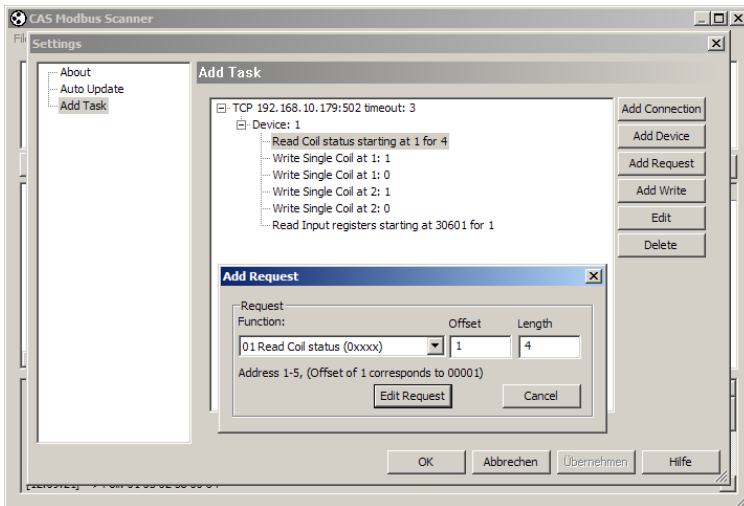 CAS Modbus Scanner
Settings
About
Auto Update
Add Task
Add Task
TCP 192.168.10.179:502 timeout: 3
Device: 1
Read Coil status starting at 1 for 4
Write Single Coil at 1: 1
Write Single Coil at 1: 0
Write Single Coil at 2: 1
Write Single Coil at 2: 0
Read Input registers starting at 30601 for 1
Add Connection
Add Device
Add Request
Add Write
Edit
Delete
Add Request
Request
Function:
Offset
Length
01 Read Coil status (0xxxx)
1
4
Address 1-5, (Offset of 1 corresponds to 00001)
Edit Request
Cancel
OK
Abbrechen
Übernehmen
Hilfe